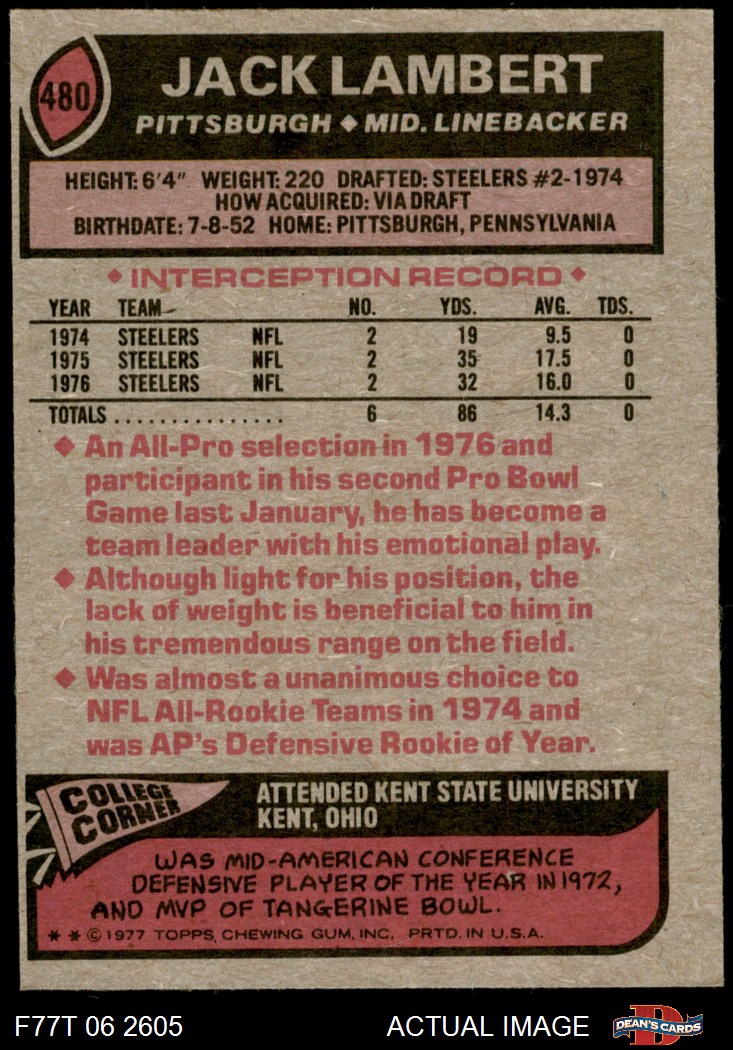 480
JACK LAMBERT
PITTSBURGH ◆ MID. LINEBACKER
HEIGHT: 6'4" WEIGHT: 220 DRAFTED: STEELERS #2-1974
HOW ACQUIRED: VIA DRAFT
BIRTHDATE: 7-8-52 HOME: PITTSBURGH, PENNSYLVANIA
◆ INTERCEPTION RECORD ◆
YEAR TEAM NO. YDS. AVG. TDS.
1974 STEELERS NFL 2 19 9.5 0
1975 STEELERS NFL 2 35 17.5 0
1976 STEELERS NFL 2 32 16.0 0
TOTALS ................ 6 86 14.3 0
◆ An All-Pro selection in 1976 and
participant in his second Pro Bowl
Game last January, he has become a
team leader with his emotional play.
◆ Although light for his position, the
lack of weight is beneficial to him in
his tremendous range on the field.
◆ Was almost a unanimous choice to
NFL All-Rookie Teams in 1974 and
was AP's Defensive Rookie of Year.
COLLEGE
CORNER
ATTENDED KENT STATE UNIVERSITY
KENT, OHIO
WAS MID-AMERICAN CONFERENCE
DEFENSIVE PLAYER OF THE YEAR IN 1972,
AND MVP OF TANGERINE BOWL.
* * © 1977 TOPPS CHEWING GUM, INC. PRTD. IN U.S.A.
F77T 06 2605 ACTUAL IMAGE
D
DEAN'S CARDS